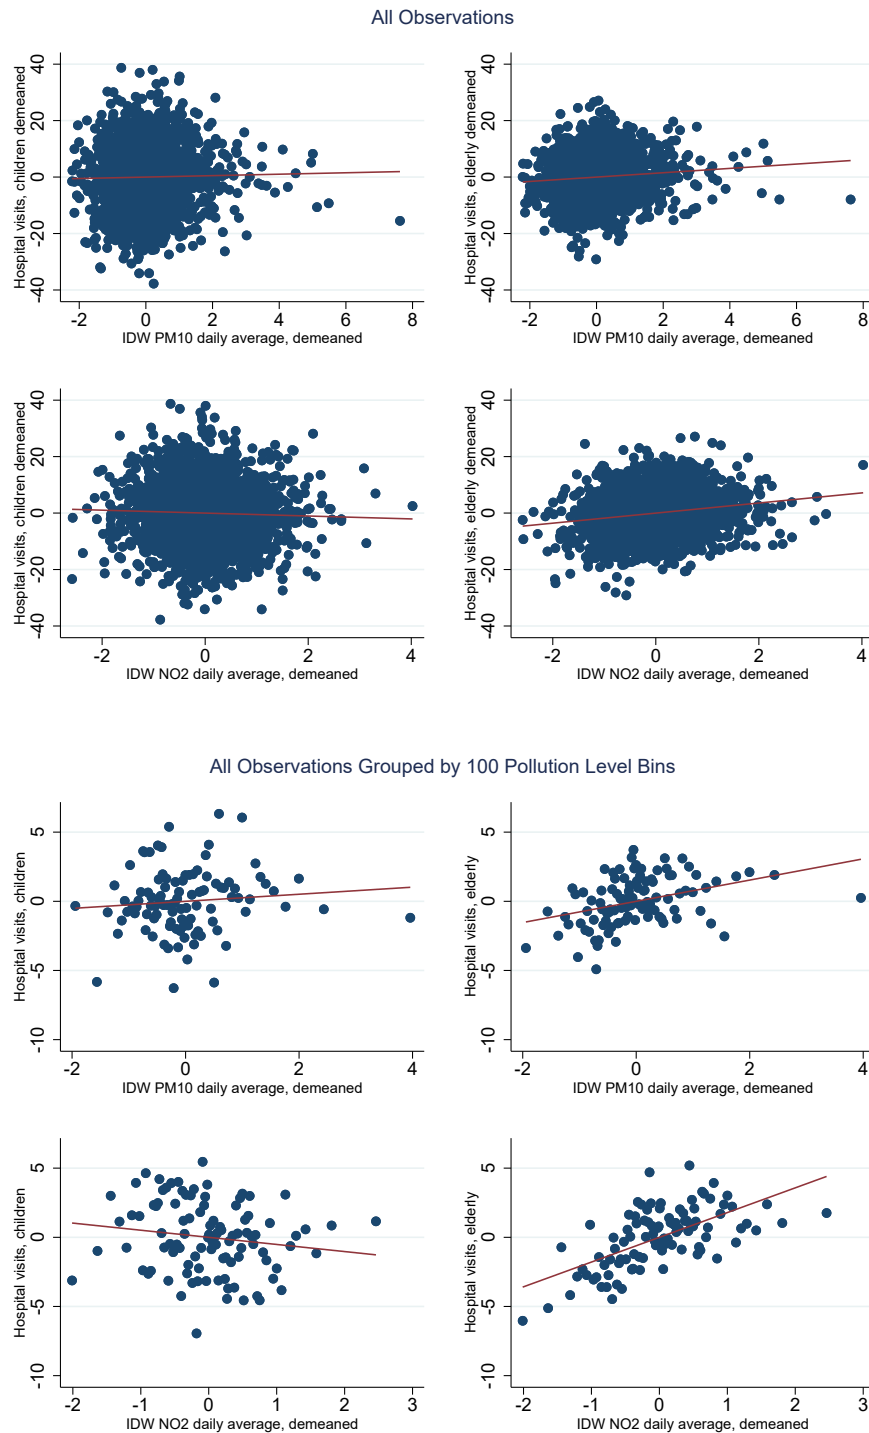 All Observations
Hospital visits, children demeaned
40
20
0
-20
-40
-2 0 2 4 6 8
IDW PM10 daily average, demeaned
Hospital visits, elderly demeaned
40
20
0
-20
-40
-2 0 2 4 6 8
IDW PM10 daily average, demeaned
Hospital visits, children demeaned
40
20
0
-20
-40
-2 0 2 4
IDW NO2 daily average, demeaned
Hospital visits, elderly demeaned
40
20
0
-20
-40
-2 0 2 4
IDW NO2 daily average, demeaned
All Observations Grouped by 100 Pollution Level Bins
Hospital visits, children
5
0
-5
-10
-2 0 2 4
IDW PM10 daily average, demeaned
Hospital visits, elderly
5
0
-5
-10
-2 0 2 4
IDW PM10 daily average, demeaned
Hospital visits, children
5
0
-5
-10
-2 -1 0 1 2 3
IDW NO2 daily average, demeaned
Hospital visits, elderly
5
0
-5
-10
-2 -1 0 1 2 3
IDW NO2 daily average, demeaned